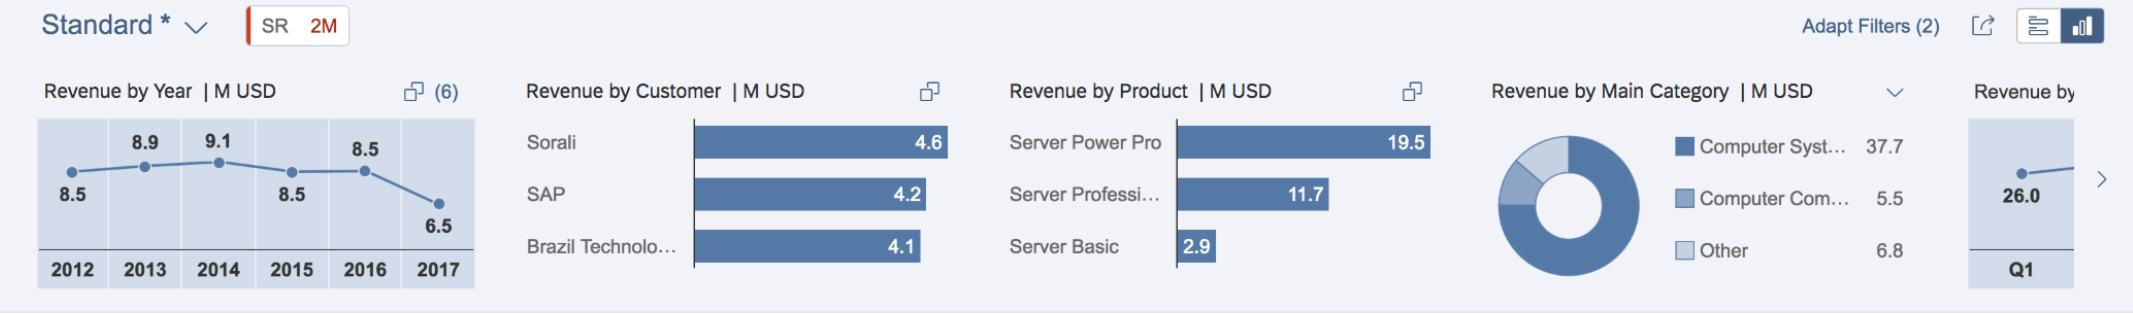 Standard *
SR 2M
Adapt Filters (2)
Revenue by Year | M USD
(6)
8.5
8.9
9.1
8.5
8.5
6.5
2012 2013 2014 2015 2016 2017
Revenue by Customer | M USD
Sorali 4.6
SAP 4.2
Brazil Technolo... 4.1
Revenue by Product | M USD
Server Power Pro 19.5
Server Professi... 11.7
Server Basic 2.9
Revenue by Main Category | M USD
Computer Syst... 37.7
Computer Com... 5.5
Other 6.8
Revenue by
26.0
Q1